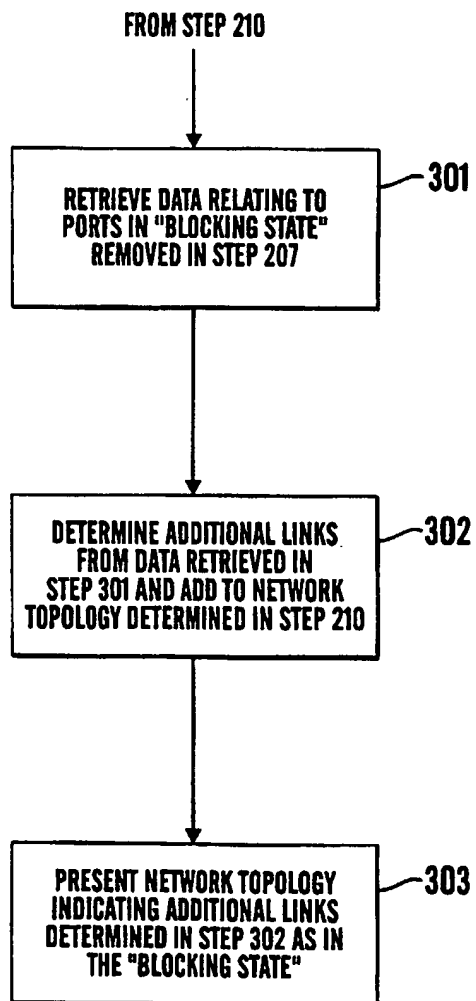 FROM STEP 210
301
RETRIEVE DATA RELATING TO
PORTS IN "BLOCKING STATE"
REMOVED IN STEP 207
302
DETERMINE ADDITIONAL LINKS
FROM DATA RETRIEVED IN
STEP 301 AND ADD TO NETWORK
TOPOLOGY DETERMINED IN STEP 210
303
PRESENT NETWORK TOPOLOGY
INDICATING ADDITIONAL LINKS
DETERMINED IN STEP 302 AS IN
THE "BLOCKING STATE"